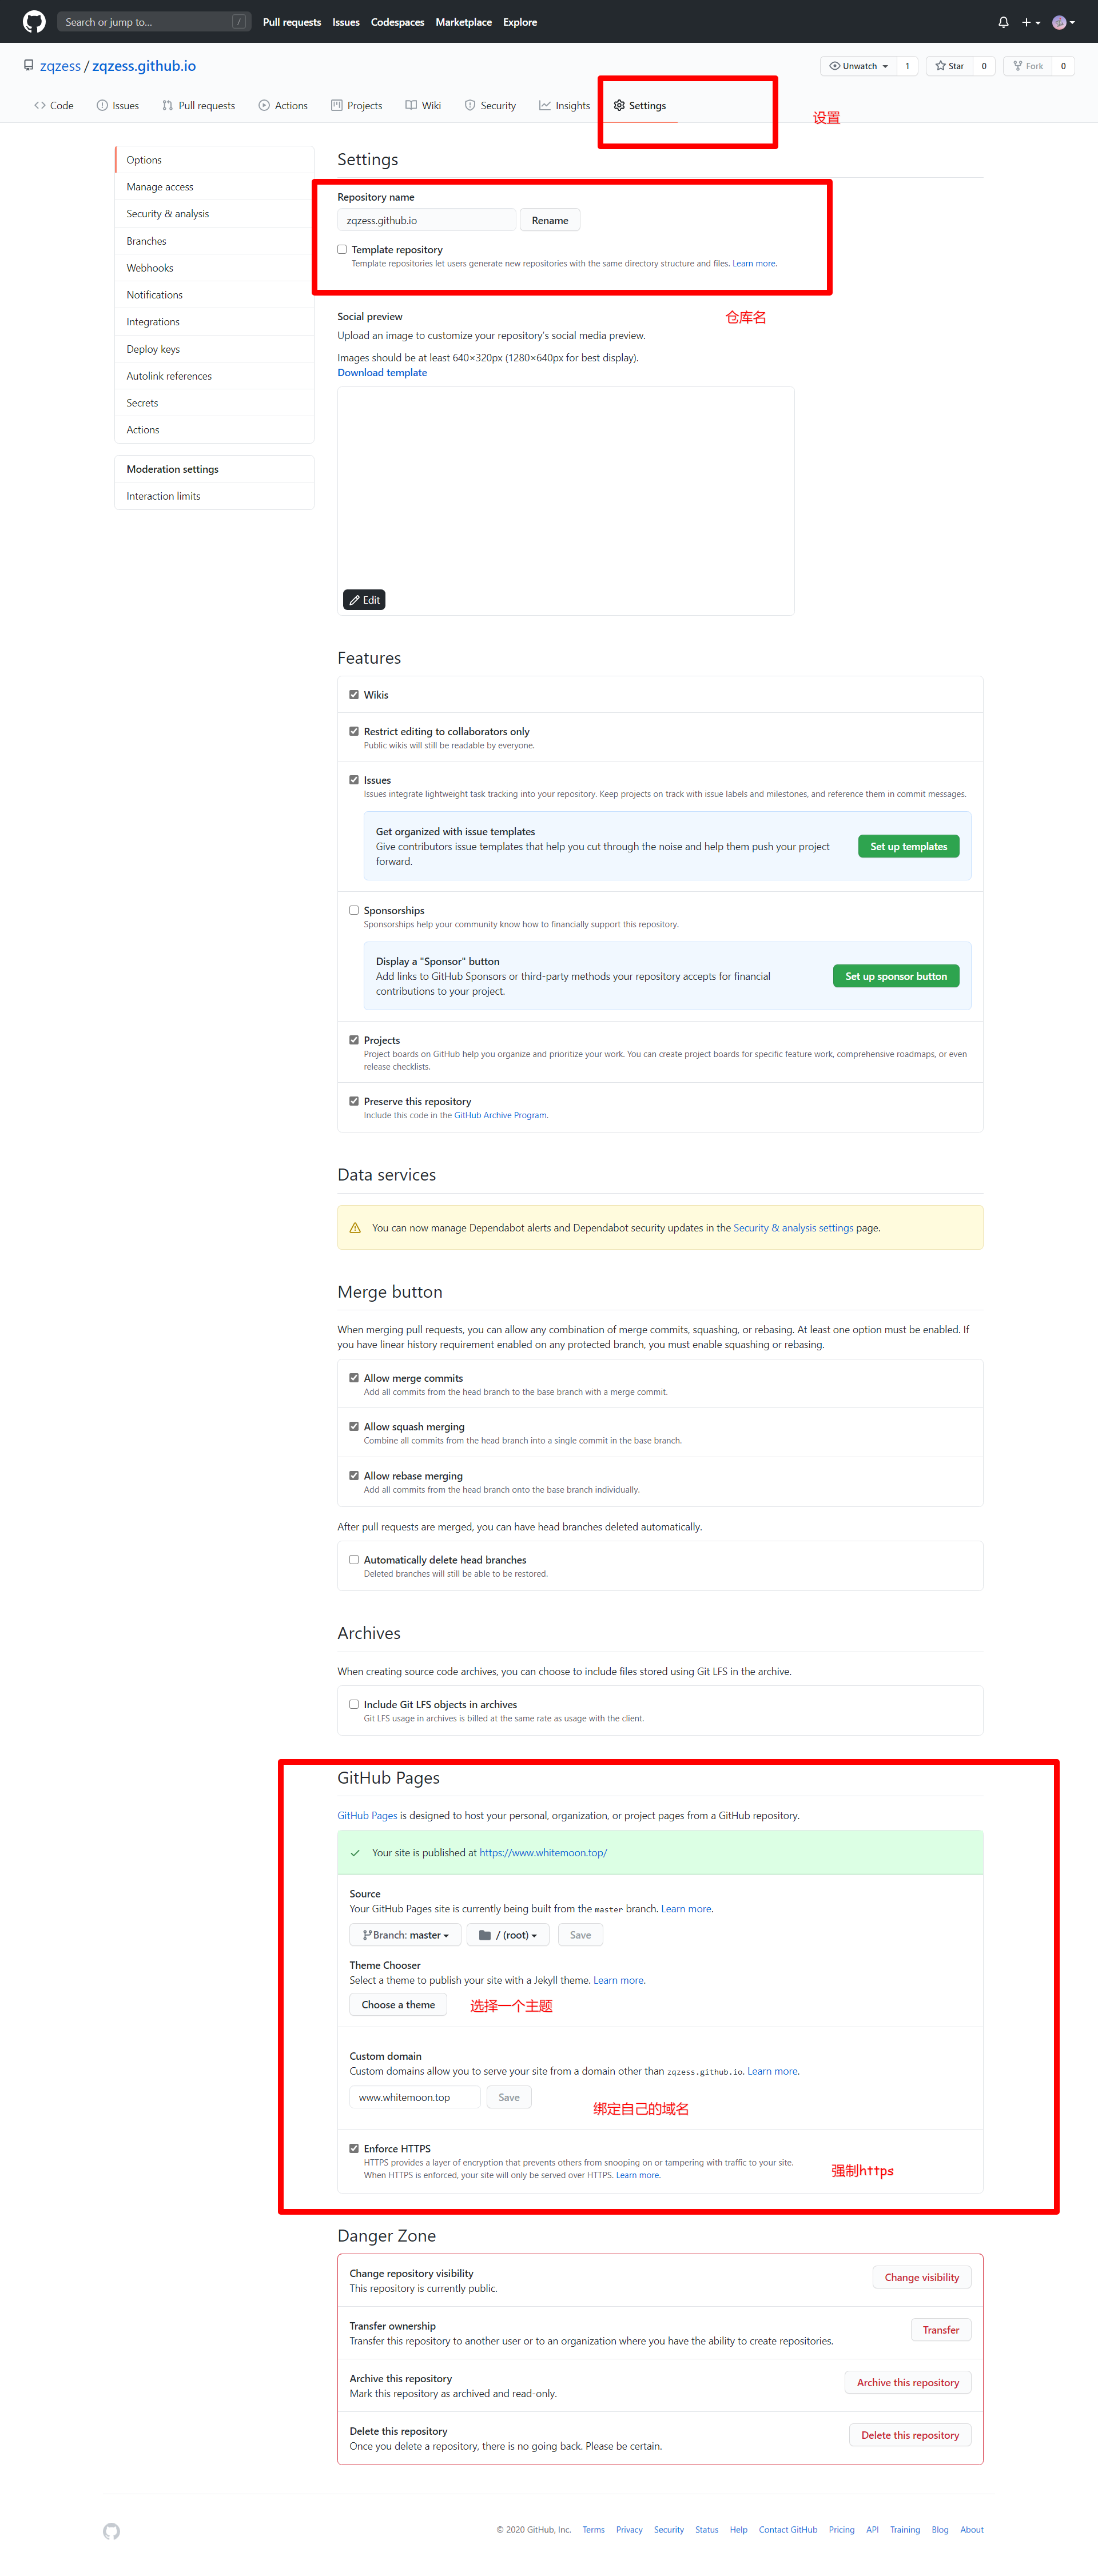 Search or jump to... /
Pull requests Issues Codespaces Marketplace Explore
zqzess / zqzess.github.io
Unwatch 1 Star 0 Fork 0
Code Issues Pull requests Actions Projects Wiki Security Insights Settings
设置
Options
Manage access
Security & analysis
Branches
Webhooks
Notifications
Integrations
Deploy keys
Autolink references
Secrets
Actions
Moderation settings
Interaction limits
Settings
Repository name
zqzess.github.io Rename
Template repository
Template repositories let users generate new repositories with the same directory structure and files. Learn more.
仓库名
Social preview
Upload an image to customize your repository's social media preview.
Images should be at least 640×320px (1280×640px for best display).
Download template
Edit
Features
Wikis
Restrict editing to collaborators only
Public wikis will still be readable by everyone.
Issues
Issues integrate lightweight task tracking into your repository. Keep projects on track with issue labels and milestones, and reference them in commit messages.
Get organized with issue templates
Give contributors issue templates that help you cut through the noise and help them push your project
forward.
Set up templates
Sponsorships
Sponsorships help your community know how to financially support this repository.
Display a "Sponsor" button
Add links to GitHub Sponsors or third-party methods your repository accepts for financial
contributions to your project.
Set up sponsor button
Projects
Project boards on GitHub help you organize and prioritize your work. You can create project boards for specific feature work, comprehensive roadmaps, or even
release checklists.
Preserve this repository
Include this code in the GitHub Archive Program.
Data services
You can now manage Dependabot alerts and Dependabot security updates in the Security & analysis settings page.
Merge button
When merging pull requests, you can allow any combination of merge commits, squashing, or rebasing. At least one option must be enabled. If
you have linear history requirement enabled on any protected branch, you must enable squashing or rebasing.
Allow merge commits
Add all commits from the head branch to the base branch with a merge commit.
Allow squash merging
Combine all commits from the head branch into a single commit in the base branch.
Allow rebase merging
Add all commits from the head branch onto the base branch individually.
After pull requests are merged, you can have head branches deleted automatically.
Automatically delete head branches
Deleted branches will still be able to be restored.
Archives
When creating source code archives, you can choose to include files stored using Git LFS in the archive.
Include Git LFS objects in archives
Git LFS usage in archives is billed at the same rate as usage with the client.
GitHub Pages
GitHub Pages is designed to host your personal, organization, or project pages from a GitHub repository.
Your site is published at https://www.whitemoon.top/
Source
Your GitHub Pages site is currently being built from the master branch. Learn more.
Branch: master / (root) Save
Theme Chooser
Select a theme to publish your site with a Jekyll theme. Learn more.
Choose a theme 选择一个主题
Custom domain
Custom domains allow you to serve your site from a domain other than zqzess.github.io. Learn more.
www.whitemoon.top Save
绑定自己的域名
Enforce HTTPS
HTTPS provides a layer of encryption that prevents others from snooping on or tampering with traffic to your site.
When HTTPS is enforced, your site will only be served over HTTPS. Learn more.
强制https
Danger Zone
Change repository visibility
This repository is currently public.
Change visibility
Transfer ownership
Transfer this repository to another user or to an organization where you have the ability to create repositories.
Transfer
Archive this repository
Mark this repository as archived and read-only.
Archive this repository
Delete this repository
Once you delete a repository, there is no going back. Please be certain.
Delete this repository
© 2020 GitHub, Inc. Terms Privacy Security Status Help Contact GitHub Pricing API Training Blog About